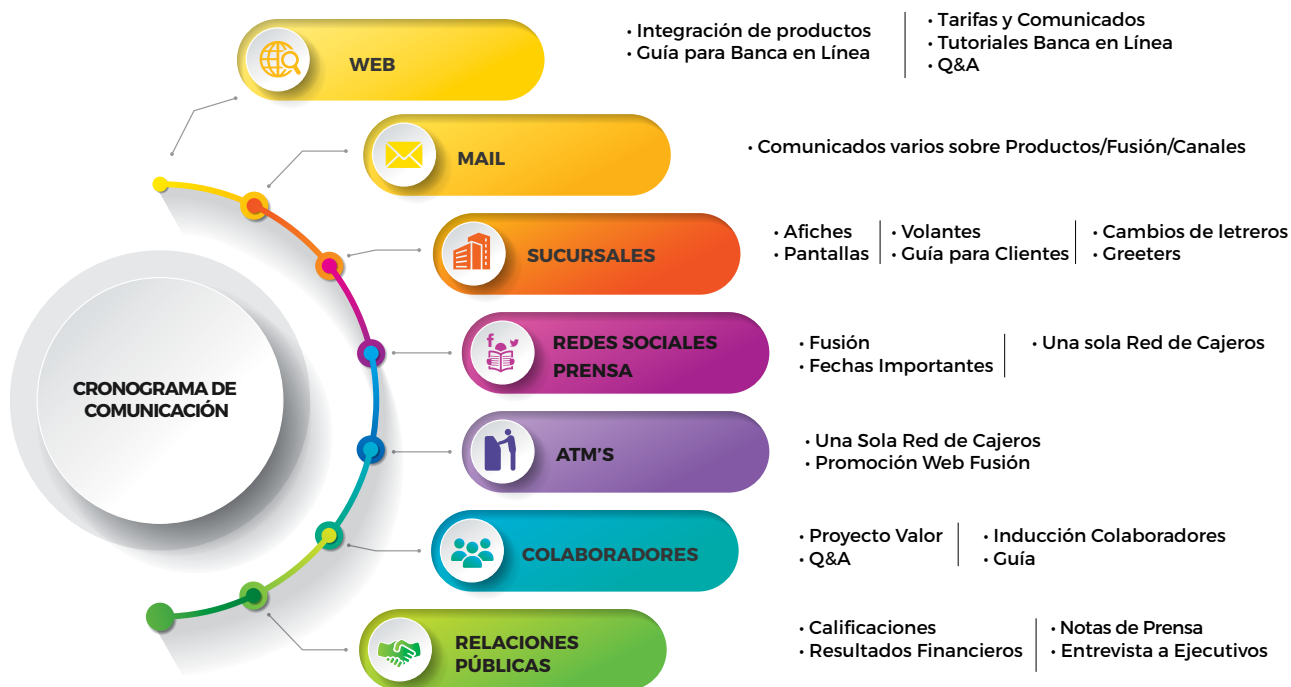 CRONOGRAMA DE
COMUNICACIÓN
WEB
• Integración de productos
• Guía para Banca en Línea
• Tarifas y Comunicados
• Tutoriales Banca en Línea
• Q&A
MAIL
• Comunicados varios sobre Productos/Fusión/Canales
SUCURSALES
• Afiches
• Pantallas
• Volantes
• Guía para Clientes
• Cambios de letreros
• Greeters
REDES SOCIALES
PRENSA
• Fusión
• Fechas Importantes
• Una sola Red de Cajeros
ATM'S
• Una Sola Red de Cajeros
• Promoción Web Fusión
COLABORADORES
• Proyecto Valor
• Q&A
• Inducción Colaboradores
• Guía
RELACIONES
PÚBLICAS
• Calificaciones
• Resultados Financieros
• Notas de Prensa
• Entrevista a Ejecutivos